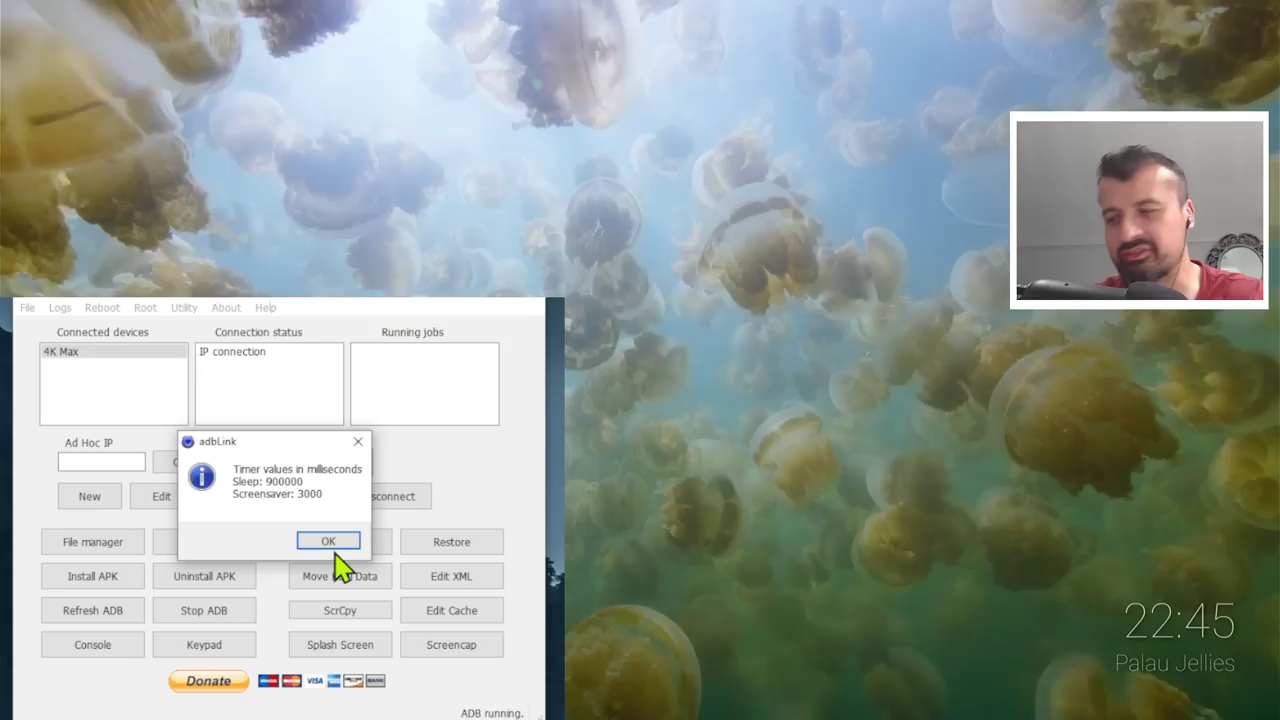 File Logs Reboot Root Utility About Help
Connected devices Connection status Running jobs
4K Max IP connection
Ad Hoc IP
adbLink
Timer values in milliseconds
Sleep: 900000
Screensaver: 3000
OK
New Edit
File manager Restore
Install APK Uninstall APK Move Data Edit XML
Refresh ADB Stop ADB ScrCpy Edit Cache
Console Keypad Splash Screen Screencap
Donate VISA BANK
ADB running.
22:45
Palau Jellies